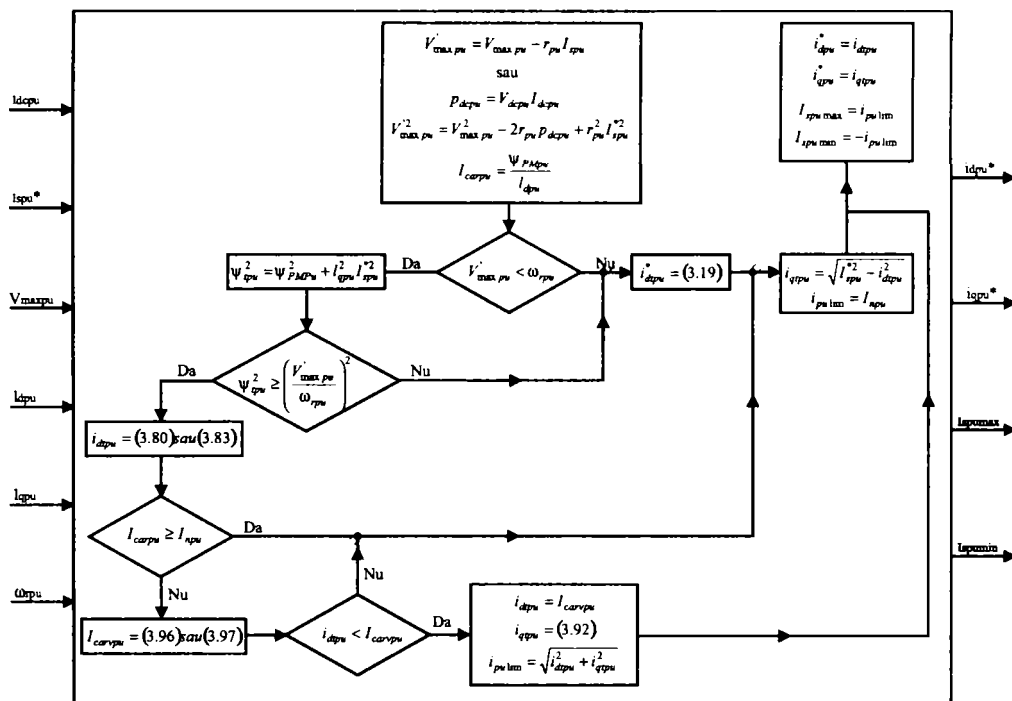 V'max pu = Vmax pu − rpu Ispu
sau
pdcpu = Vdcpu Idcpu
V'²max pu = V²max pu − 2rpu pdcpu + r²pu I*²spu
Icarpu = ΨPMpu / ldpu
i*dpu = idtpu
i*qpu = iqtpu
Ispu max = ipu lim
Ispu min = −ipu lim
Idcpu
Ispu*
Vmaxpu
ldpu
lqpu
ωrpu
idpu*
iqpu*
Ispumax
Ispumin
V'max pu < ωrpu
Da
Nu
Ψ²tpu = Ψ²PMPu + l²qpu I*²spu
i*dtpu = (3.19)
iqtpu = √(I*²spu − i²dtpu)
ipu lim = Inpu
Ψ²tpu ≥ (V'max pu / ωrpu)²
Da
Nu
idtpu = (3.80)sau(3.83)
Icarpu ≥ Inpu
Da
Nu
Icarvpu = (3.96)sau(3.97)
idtpu < Icarvpu
Nu
Da
idtpu = Icarvpu
iqtpu = (3.92)
ipu lim = √(i²dtpu + i²qtpu)